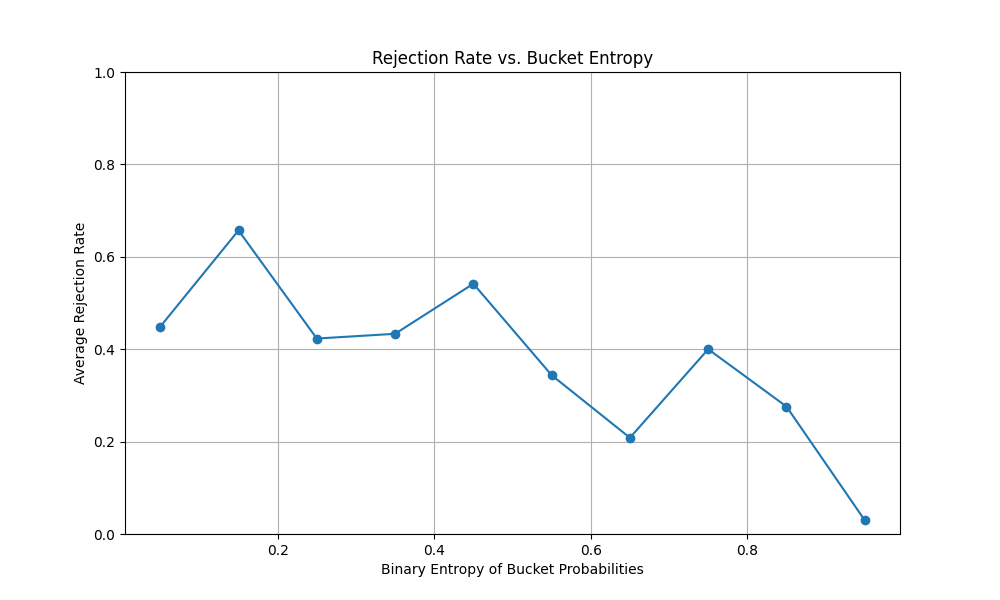 Rejection Rate vs. Bucket Entropy
1.0
0.8
0.6
0.4
0.2
0.0
Average Rejection Rate
0.2 0.4 0.6 0.8
Binary Entropy of Bucket Probabilities